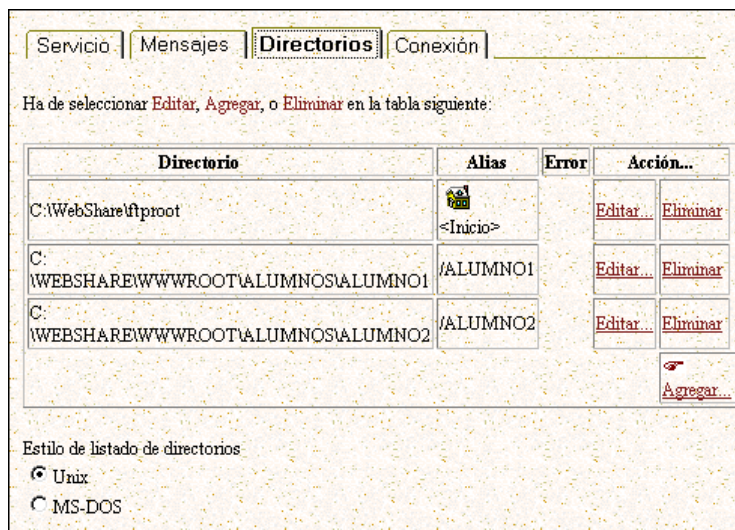 Servicio Mensajes Directorios Conexión
Ha de seleccionar Editar, Agregar, o Eliminar en la tabla siguiente:
Directorio Alias Error Acción...
C:\WebShare\ftproot <Inicio> Editar... Eliminar
C:
\WEBSHARE\WWWROOT\ALUMNOS\ALUMNO1 /ALUMNO1 Editar... Eliminar
C:
\WEBSHARE\WWWROOT\ALUMNOS\ALUMNO2 /ALUMNO2 Editar... Eliminar
Agregar...
Estilo de listado de directorios
Unix
MS-DOS